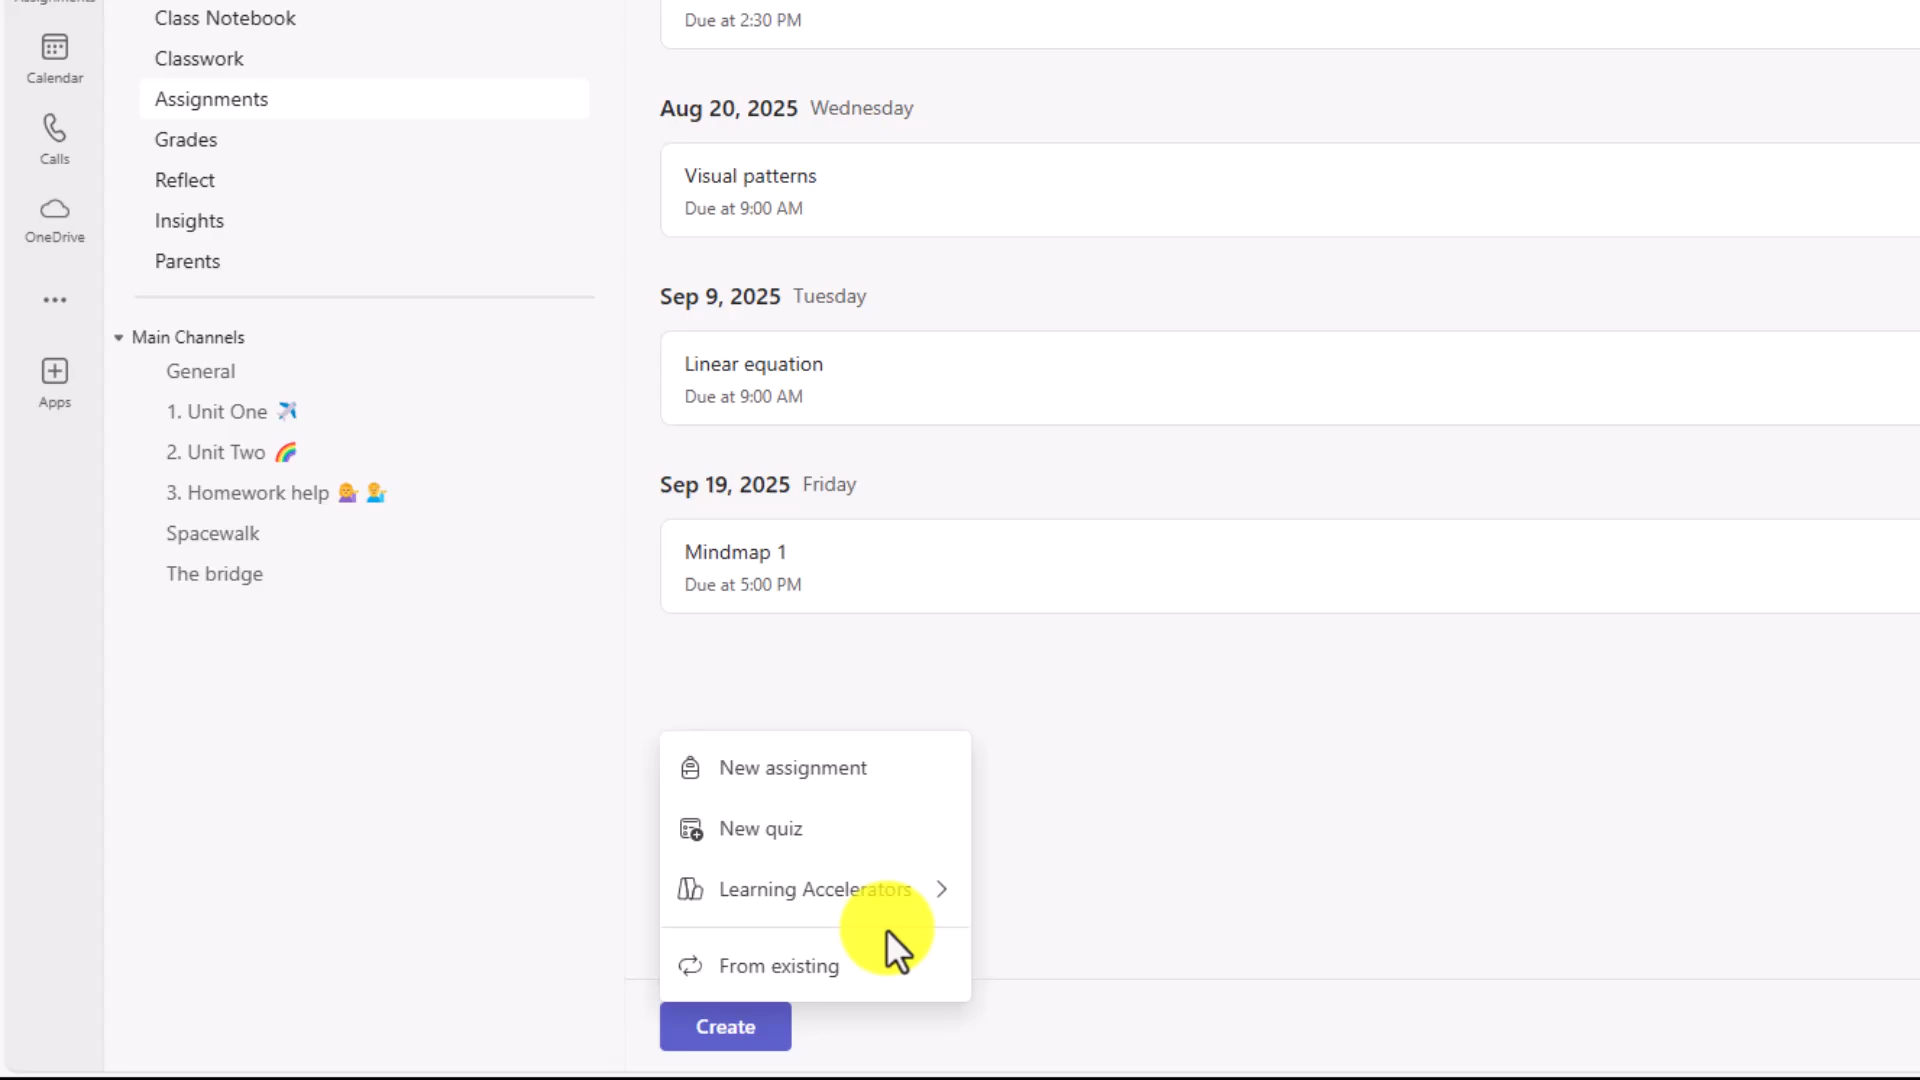 Assignments
Calendar
Calls
OneDrive
Apps
Class Notebook
Classwork
Assignments
Grades
Reflect
Insights
Parents
Main Channels
General
1. Unit One ✈️
2. Unit Two 🌈
3. Homework help 💁 💁‍♂️
Spacewalk
The bridge
Due at 2:30 PM
Aug 20, 2025 Wednesday
Visual patterns
Due at 9:00 AM
Sep 9, 2025 Tuesday
Linear equation
Due at 9:00 AM
Sep 19, 2025 Friday
Mindmap 1
Due at 5:00 PM
New assignment
New quiz
Learning Accelerators
From existing
Create